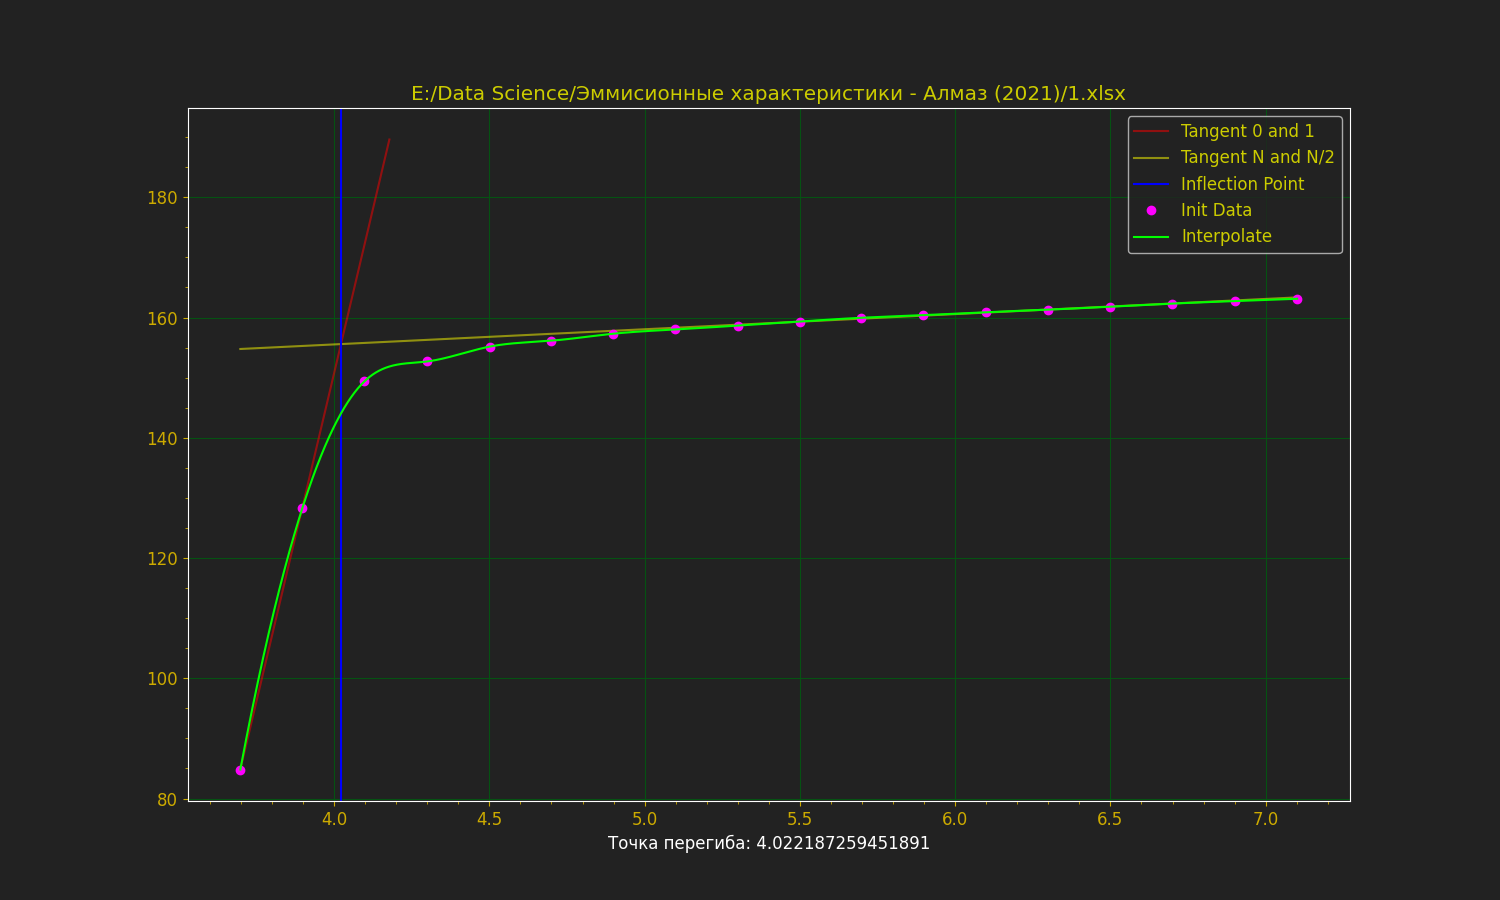 E:/Data Science/Эммисионные характеристики - Алмаз (2021)/1.xlsx
Tangent 0 and 1
Tangent N and N/2
Inflection Point
Init Data
Interpolate
180
160
140
120
100
80
4.0 4.5 5.0 5.5 6.0 6.5 7.0
Точка перегиба: 4.022187259451891